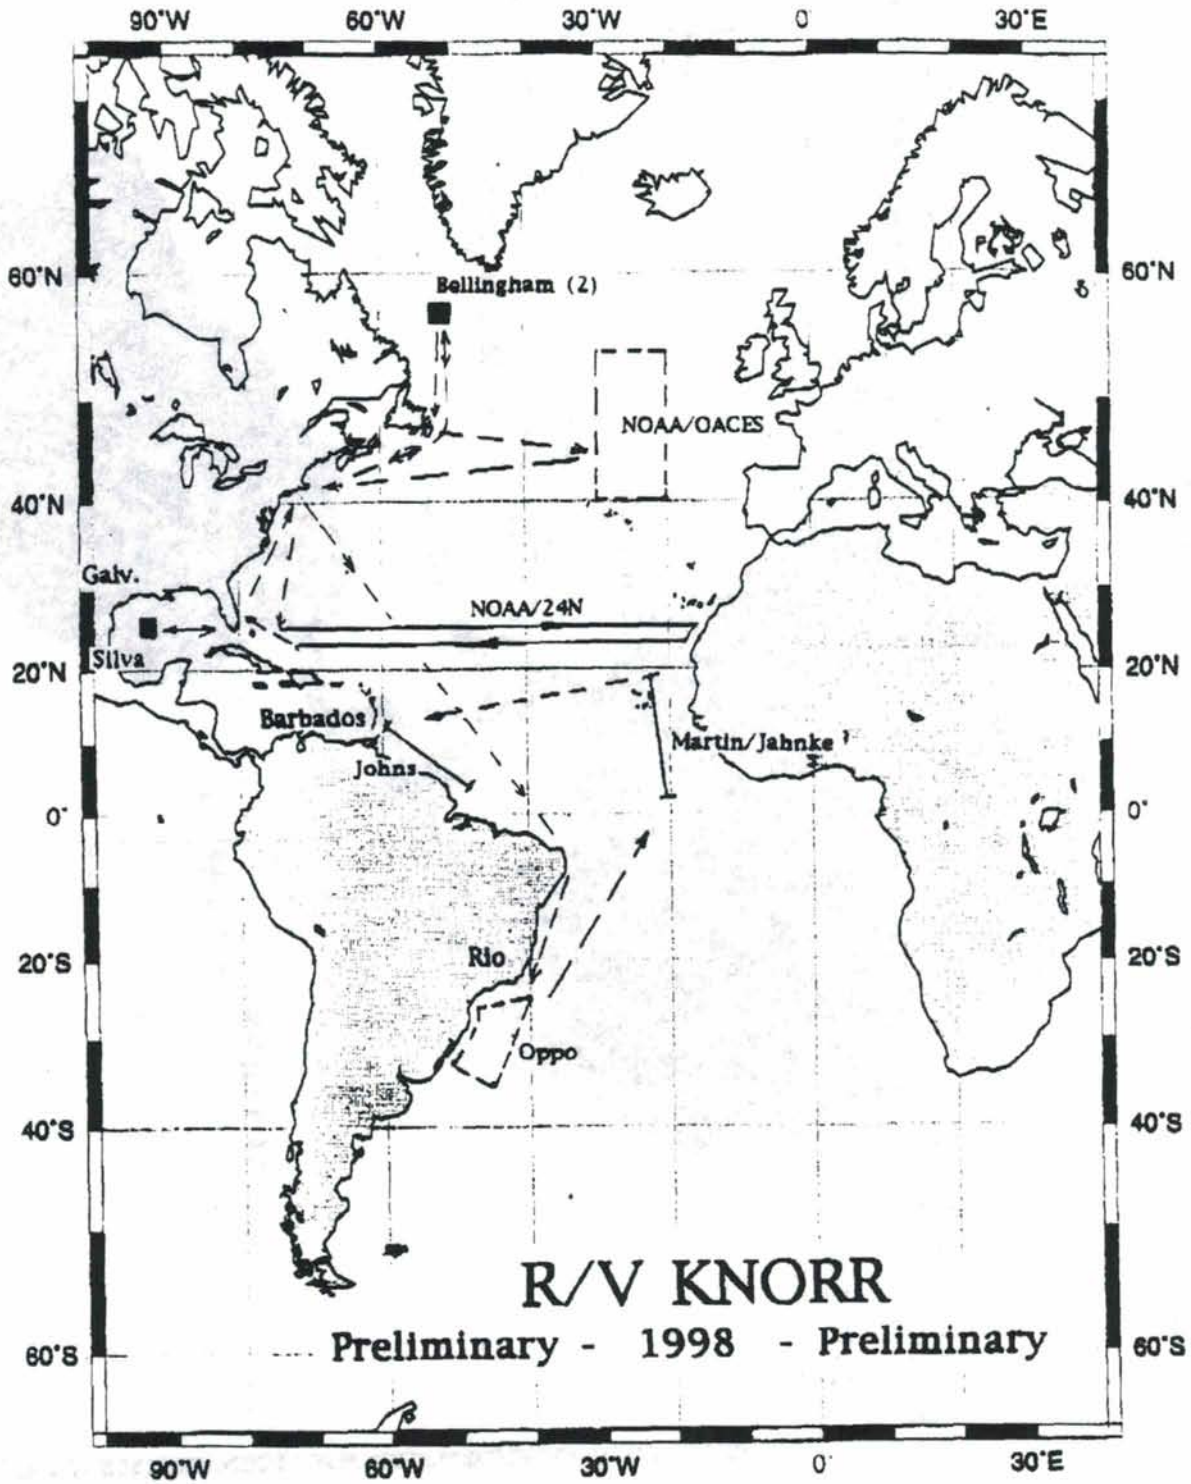 90°W 60°W 30°W 0° 30°E
60°N 60°N
Bellingham (2)
NOAA/OACES
40°N 40°N
Galv.
NOAA/24N
Silva
20°N 20°N
Barbados
Martin/Jahnke
Johns
0° 0°
Rio
20°S 20°S
Oppo
40°S 40°S
R/V KNORR
Preliminary - 1998 - Preliminary
60°S 60°S
90°W 60°W 30°W 0° 30°E